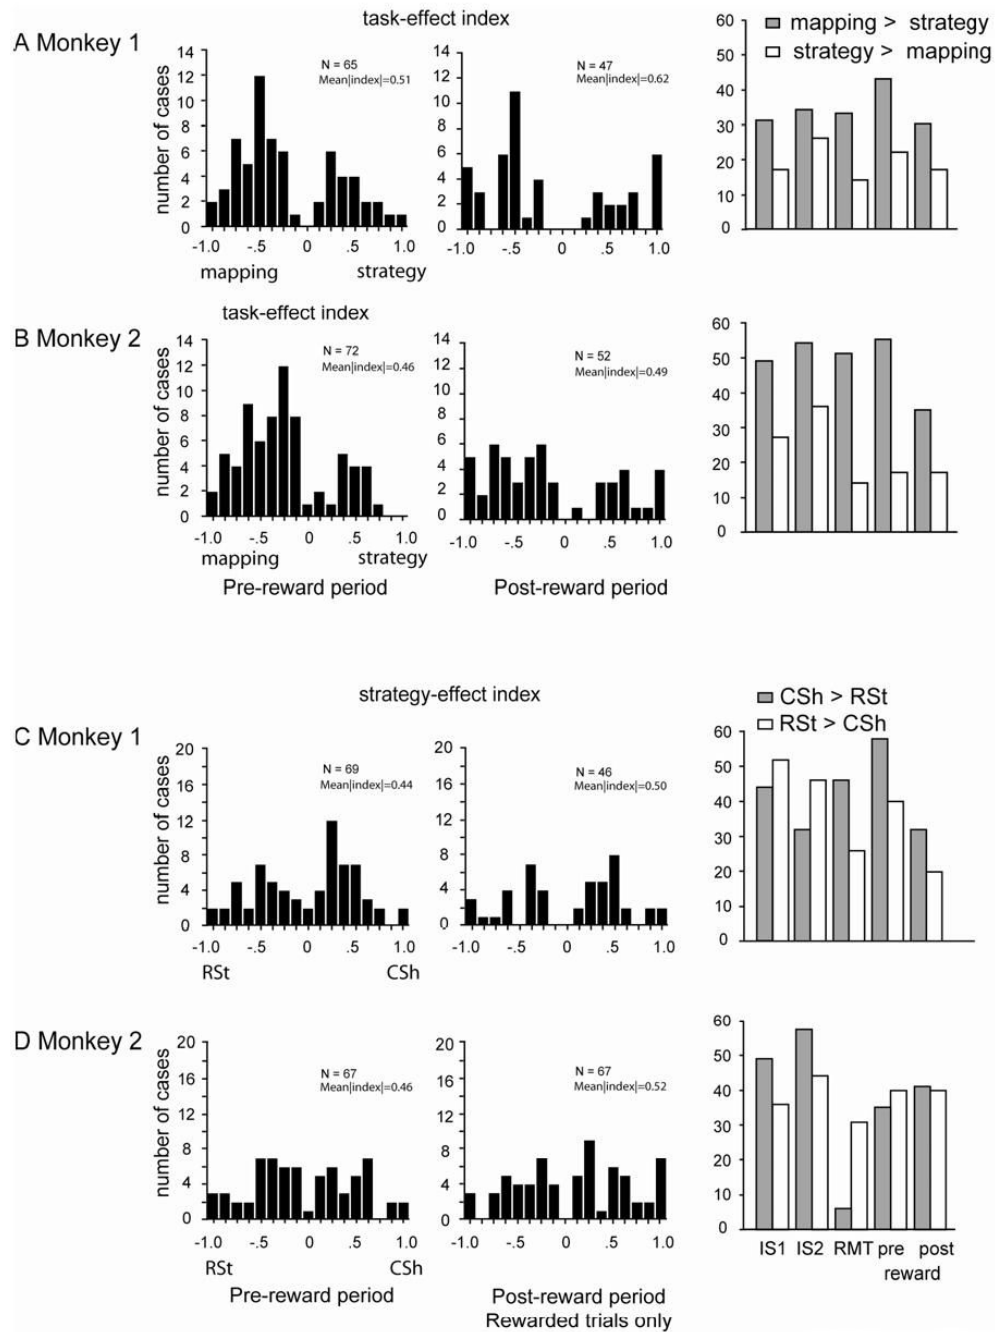 task-effect index
A Monkey 1
number of cases
14
12
10
8
6
4
2
0
N = 65
Mean|index|=0.51
-1.0 -.5 0 .5 1.0
mapping strategy
14
12
10
8
6
4
2
0
N = 47
Mean|index|=0.62
-1.0 -.5 0 .5 1.0
60
50
40
30
20
10
0
mapping > strategy
strategy > mapping
task-effect index
B Monkey 2
number of cases
14
12
10
8
6
4
2
0
N = 72
Mean|index|=0.46
-1.0 -.5 0 .5 1.0
mapping strategy
Pre-reward period
14
12
10
8
6
4
2
0
N = 52
Mean|index|=0.49
-1.0 -.5 0 .5 1.0
Post-reward period
60
50
40
30
20
10
0
strategy-effect index
C Monkey 1
number of cases
20
16
12
8
4
0
N = 69
Mean|index|=0.44
-1.0 -.5 0 .5 1.0
RSt CSh
20
16
12
8
4
0
N = 46
Mean|index|=0.50
-1.0 -.5 0 .5 1.0
CSh > RSt
RSt > CSh
60
50
40
30
20
10
0
D Monkey 2
number of cases
20
16
12
8
4
0
N = 67
Mean|index|=0.46
-1.0 -.5 0 .5 1.0
RSt CSh
Pre-reward period
20
16
12
8
4
0
N = 67
Mean|index|=0.52
-1.0 -.5 0 .5 1.0
Post-reward period
Rewarded trials only
60
50
40
30
20
10
0
IS1 IS2 RMT pre post
reward